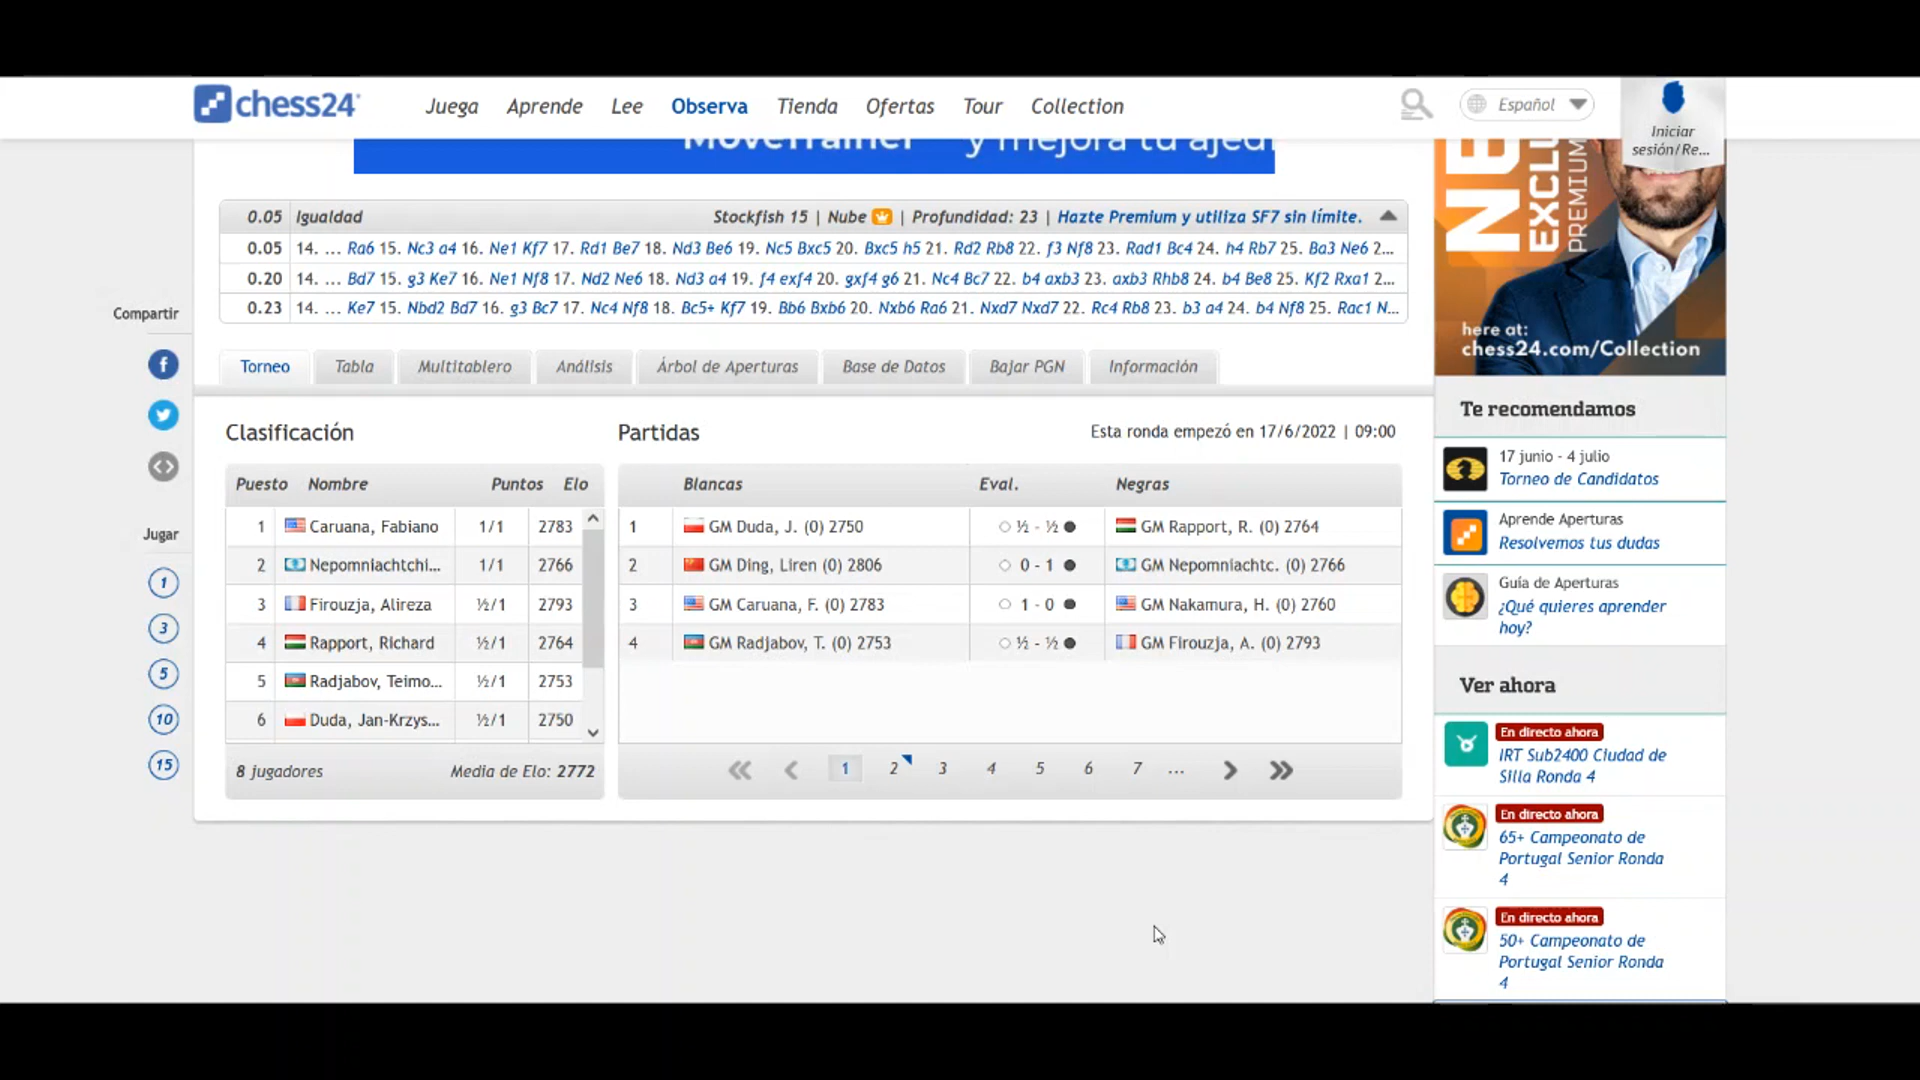 chess24
Juega Aprende Lee Observa Tienda Ofertas Tour Collection
Español
Iniciar
sesión/Re...
MoveTrainer y mejora tu ajed
NE
EXCLU
PREMIUM
0.05 Igualdad Stockfish 15 | Nube | Profundidad: 23 | Hazte Premium y utiliza SF7 sin límite.
0.05 14. ... Ra6 15. Nc3 a4 16. Ne1 Kf7 17. Rd1 Be7 18. Nd3 Be6 19. Nc5 Bxc5 20. Bxc5 h5 21. Rd2 Rb8 22. f3 Nf8 23. Rad1 Bc4 24. h4 Rb7 25. Ba3 Ne6 2...
0.20 14. ... Bd7 15. g3 Ke7 16. Ne1 Nf8 17. Nd2 Ne6 18. Nd3 a4 19. f4 exf4 20. gxf4 g6 21. Nc4 Bc7 22. b4 axb3 23. axb3 Rhb8 24. b4 Be8 25. Kf2 Rxa1 2...
0.23 14. ... Ke7 15. Nbd2 Bd7 16. g3 Bc7 17. Nc4 Nf8 18. Bc5+ Kf7 19. Bb6 Bxb6 20. Nxb6 Ra6 21. Nxd7 Nxd7 22. Rc4 Rb8 23. b3 a4 24. b4 Nf8 25. Rac1 N...
here at:
chess24.com/Collection
Compartir
Torneo Tabla Multitablero Análisis Árbol de Aperturas Base de Datos Bajar PGN Información
Clasificación
Puesto Nombre Puntos Elo
1 Caruana, Fabiano 1/1 2783
2 Nepomniachtchi... 1/1 2766
3 Firouzja, Alireza ½/1 2793
4 Rapport, Richard ½/1 2764
5 Radjabov, Teimo... ½/1 2753
6 Duda, Jan-Krzys... ½/1 2750
8 jugadores Media de Elo: 2772
Partidas Esta ronda empezó en 17/6/2022 | 09:00
Blancas Eval. Negras
1 GM Duda, J. (0) 2750 ½ - ½ GM Rapport, R. (0) 2764
2 GM Ding, Liren (0) 2806 0 - 1 GM Nepomniachtc. (0) 2766
3 GM Caruana, F. (0) 2783 1 - 0 GM Nakamura, H. (0) 2760
4 GM Radjabov, T. (0) 2753 ½ - ½ GM Firouzja, A. (0) 2793
1 2 3 4 5 6 7 ...
Jugar
1
3
5
10
15
Te recomendamos
17 junio - 4 julio
Torneo de Candidatos
Aprende Aperturas
Resolvemos tus dudas
Guía de Aperturas
¿Qué quieres aprender
hoy?
Ver ahora
En directo ahora
IRT Sub2400 Ciudad de
Silla Ronda 4
En directo ahora
65+ Campeonato de
Portugal Senior Ronda
4
En directo ahora
50+ Campeonato de
Portugal Senior Ronda
4